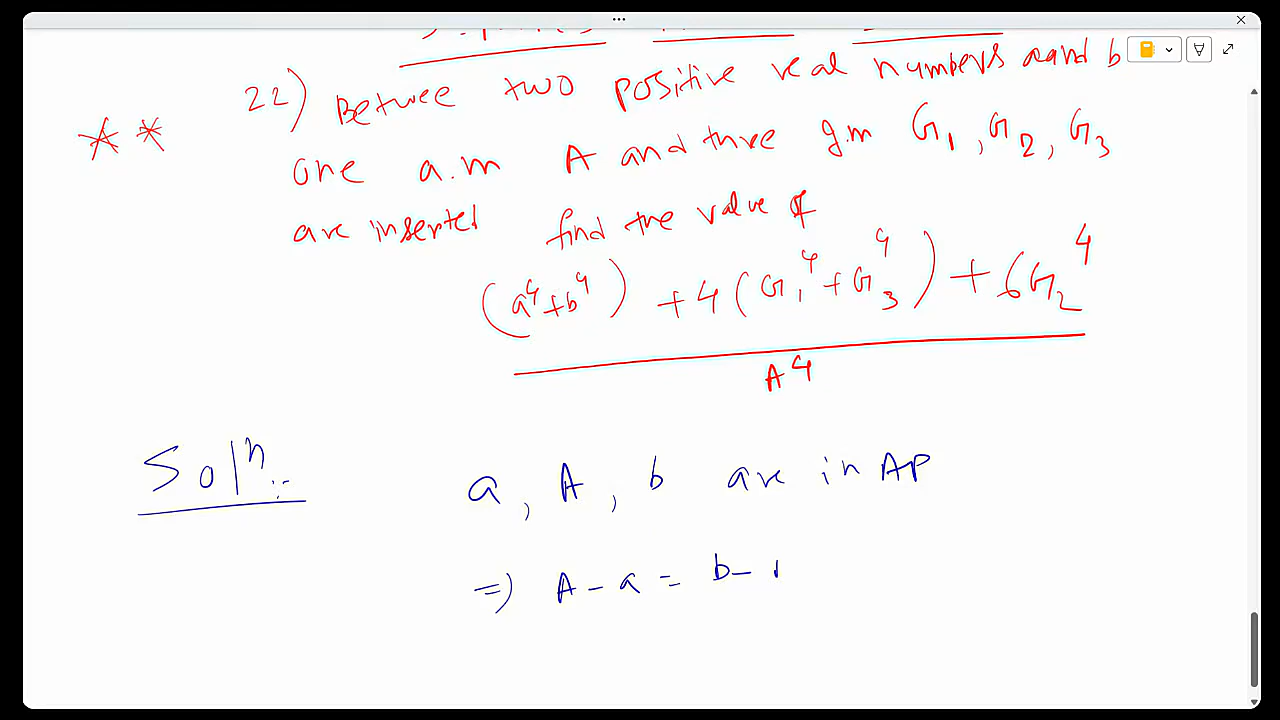 22) Betwee two positive real numbers a and b
** one a.m A and three g.m G₁, G₂, G₃
are inserted find the value of
(a⁴+b⁴) + 4(G₁⁴+G₃⁴) + 6G₂⁴
A⁴
Solⁿ:-
a, A, b are in AP
=> A - a = b -